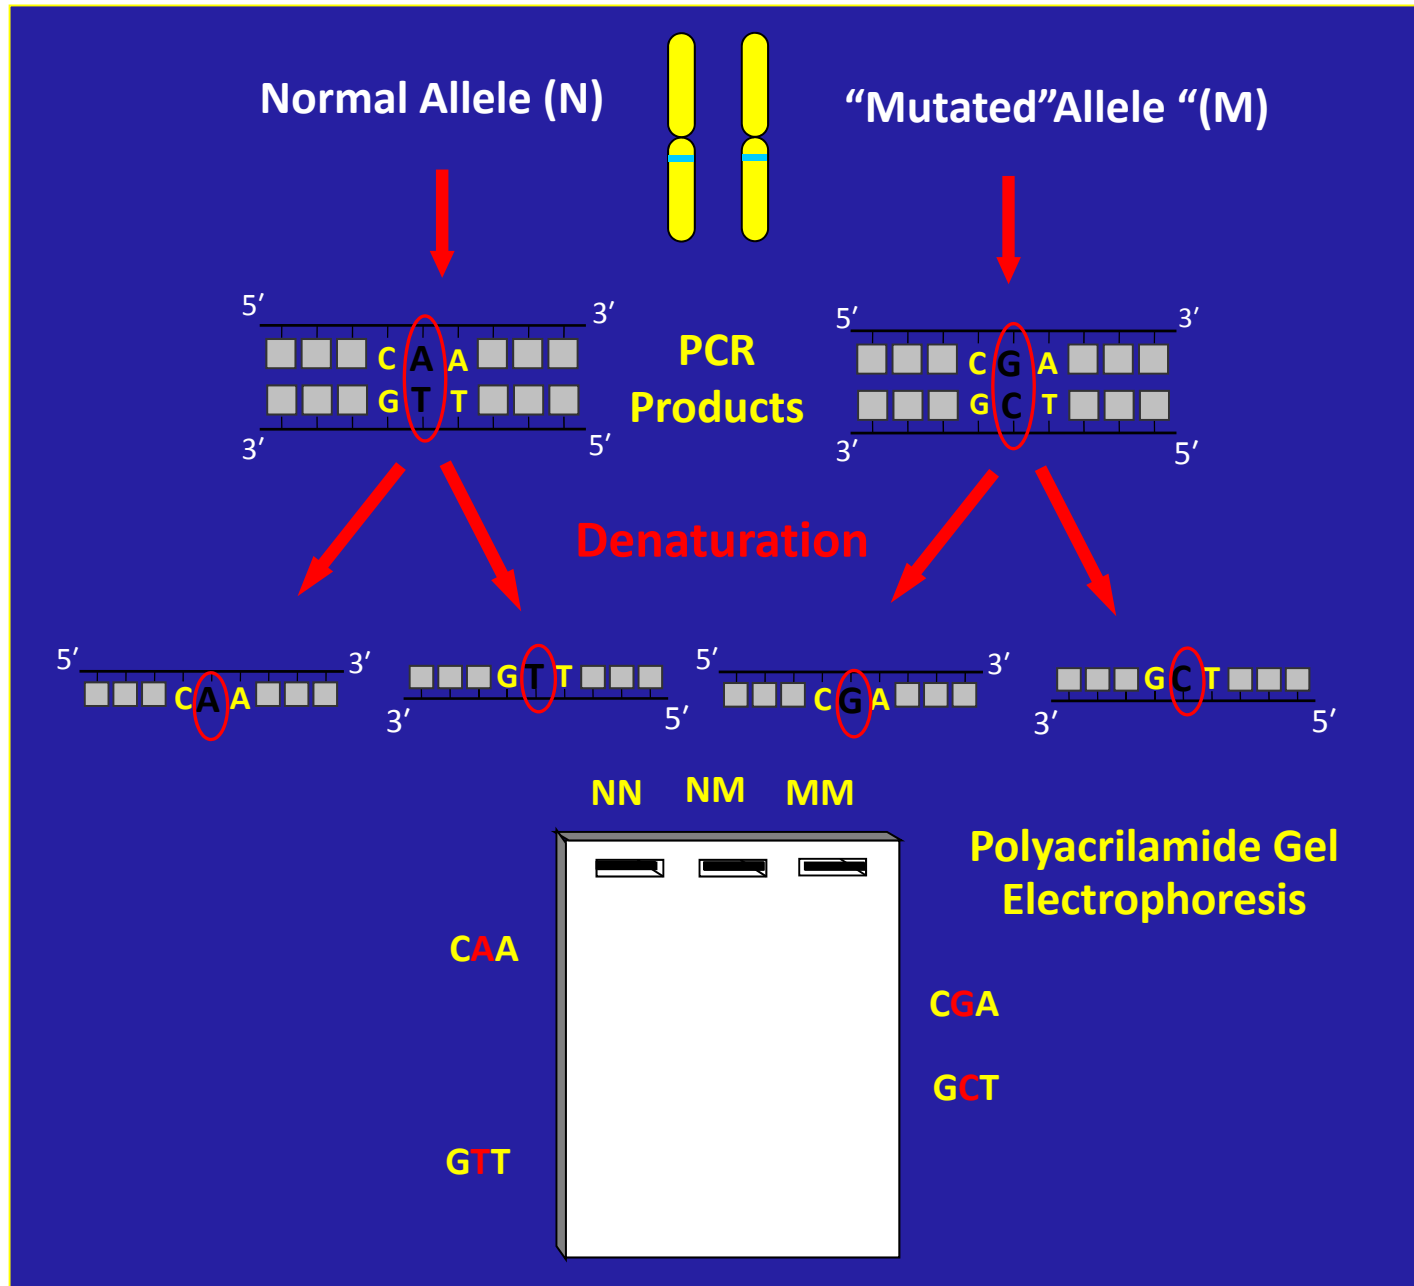 Normal Allele (N)
“Mutated”Allele “(M)
5′
3′
5′
3′
C A A
G T T
PCR
Products
C G A
G C T
3′
5′
3′
5′
Denaturation
5′
3′
C A A
G T T
3′
5′
5′
3′
C G A
G C T
3′
5′
NN
NM
MM
Polyacrilamide Gel
Electrophoresis
CAA
CGA
GCT
GTT